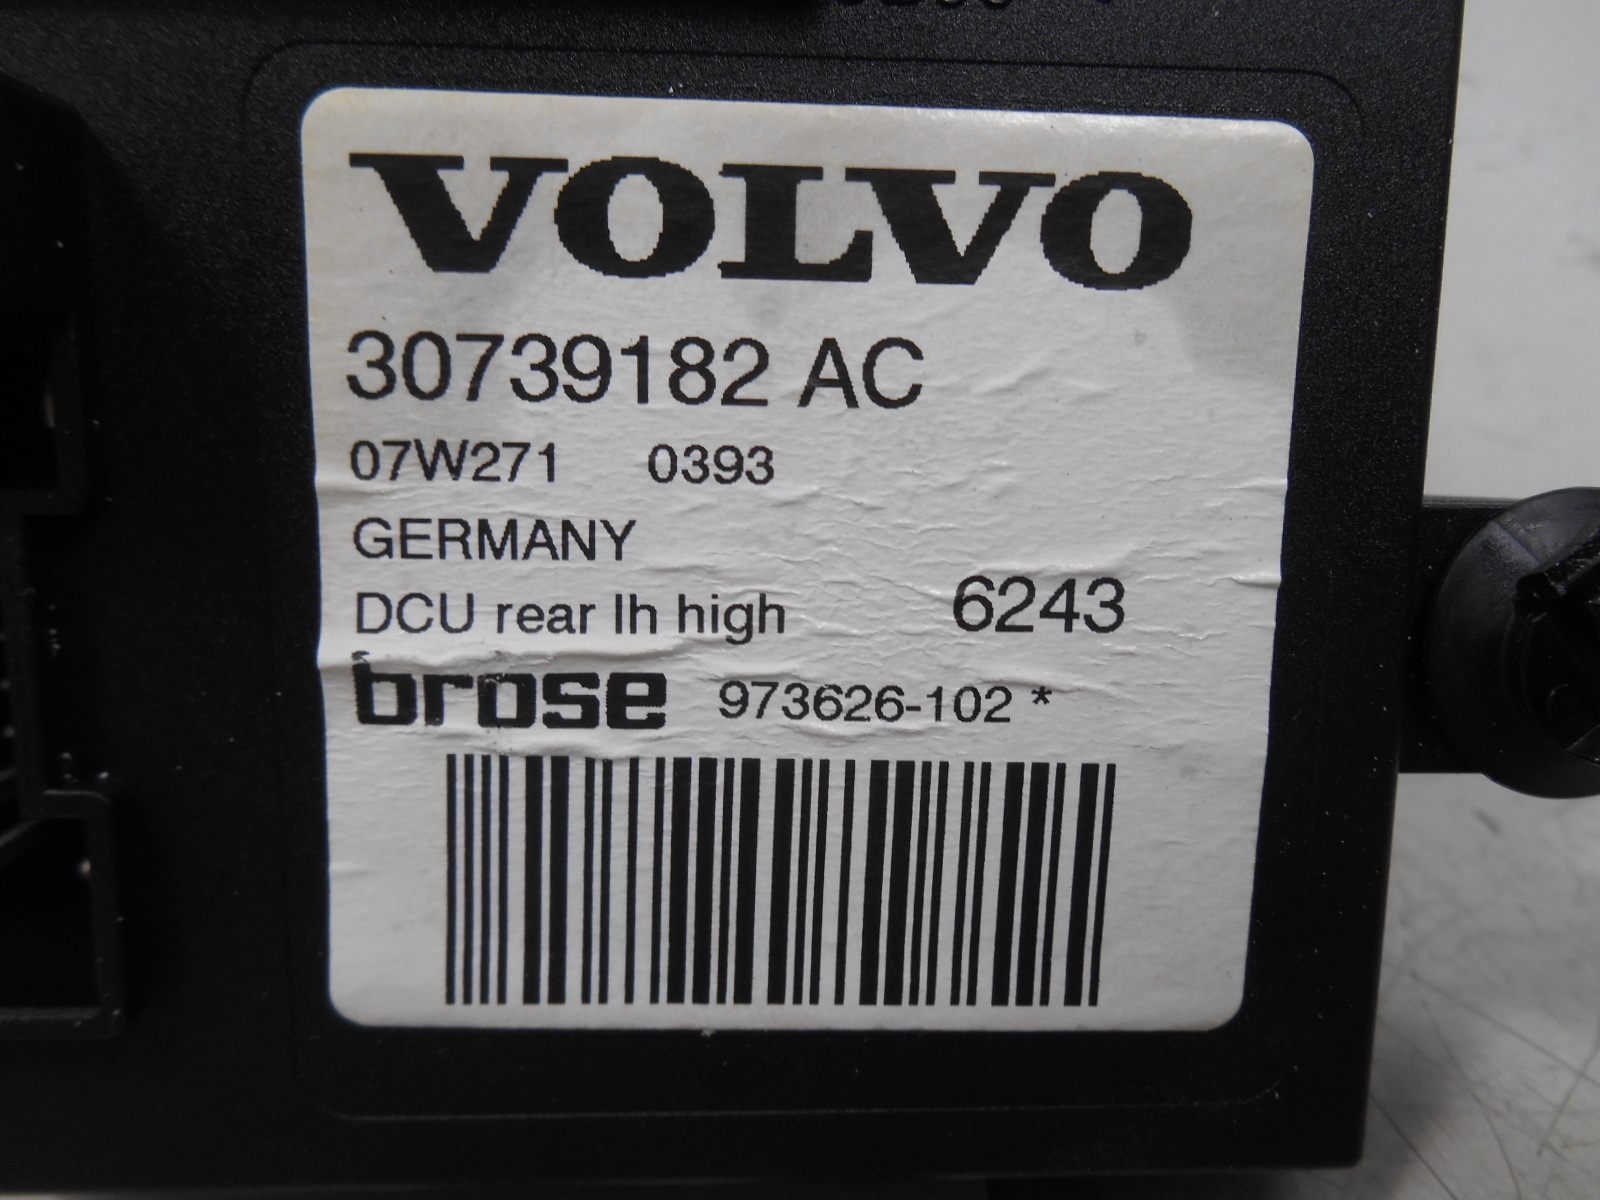 VOLVO
30739182 AC
07W271 0393
GERMANY
DCU rear lh high 6243
brose 973626-102 *